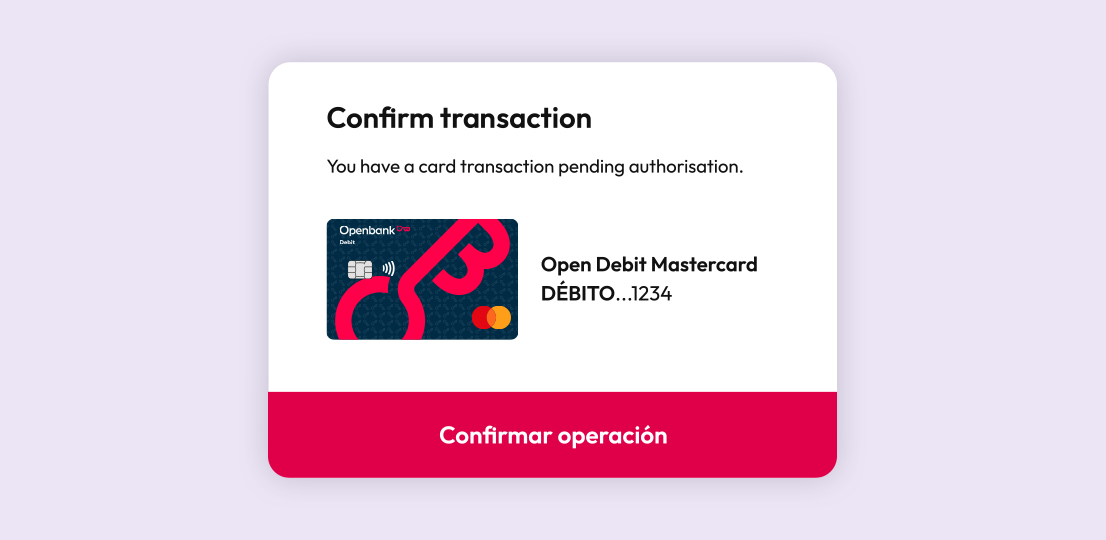 Confirm transaction
You have a card transaction pending authorisation.
Openbank
Debit
Open Debit Mastercard
DÉBITO...1234
Confirmar operación